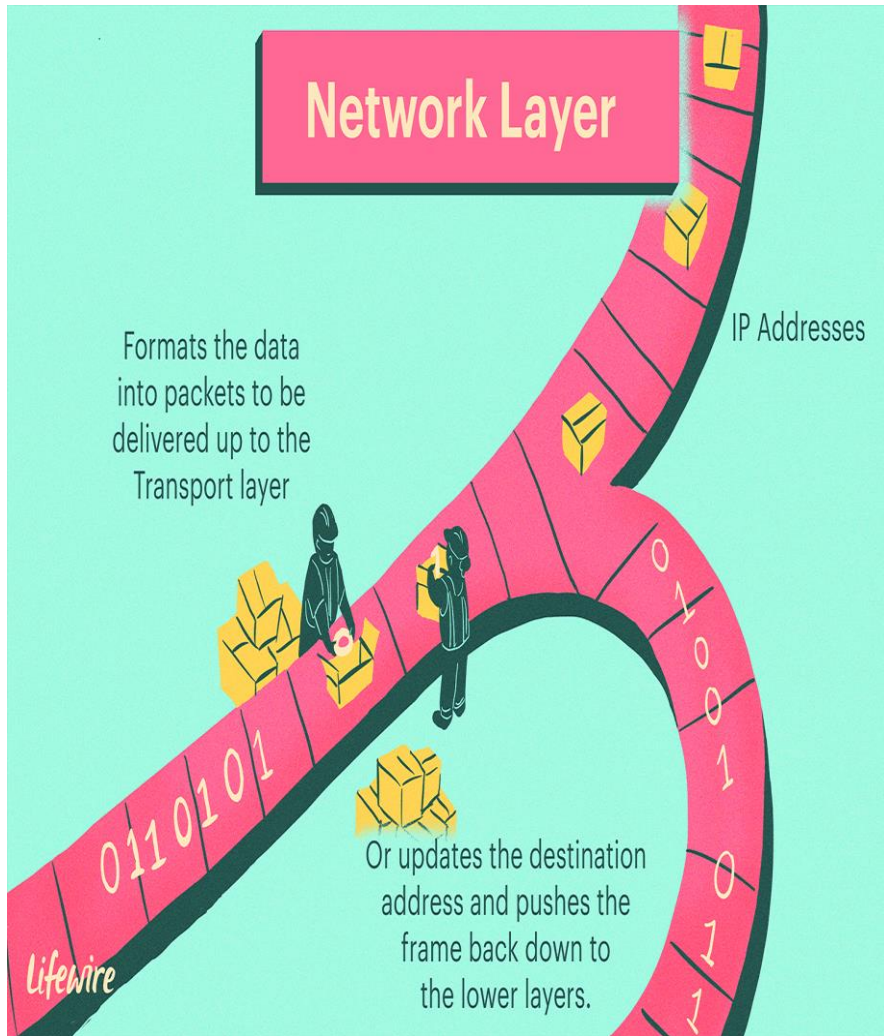 Network Layer
IP Addresses
Formats the data
into packets to be
delivered up to the
Transport layer
0110101
01001011
Or updates the destination
address and pushes the
frame back down to
the lower layers.
Lifewire